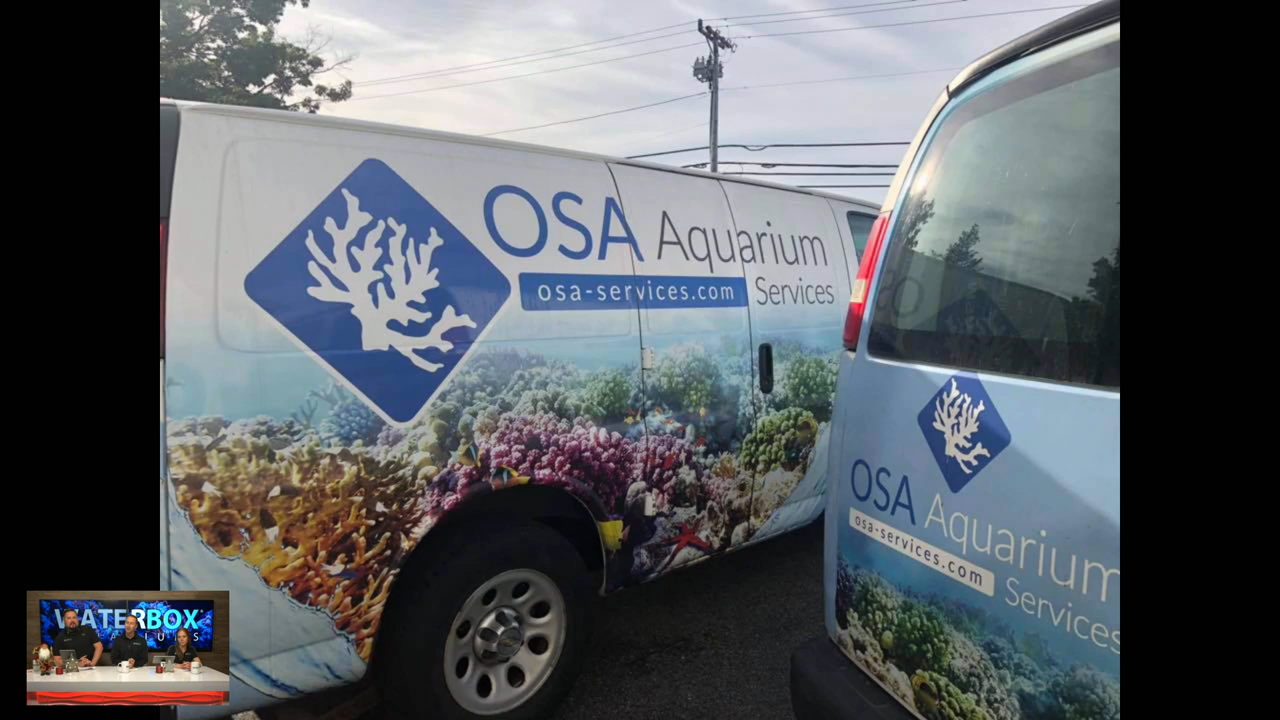 OSA Aquarium
osa-services.com Services
OSA Aquarium
osa-services.com
Services
WATERBOX